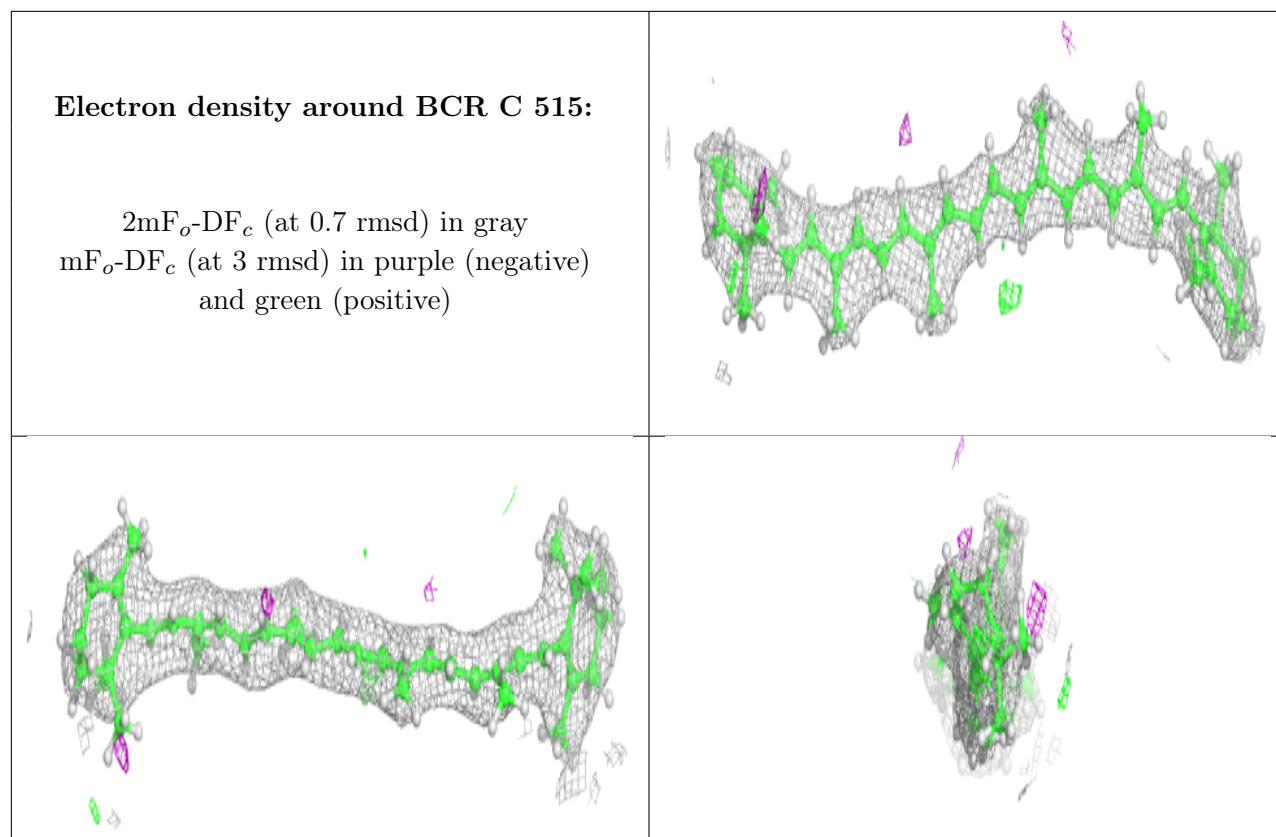 Electron density around BCR C 515:
2mFo-DFc (at 0.7 rmsd) in gray
mFo-DFc (at 3 rmsd) in purple (negative)
and green (positive)